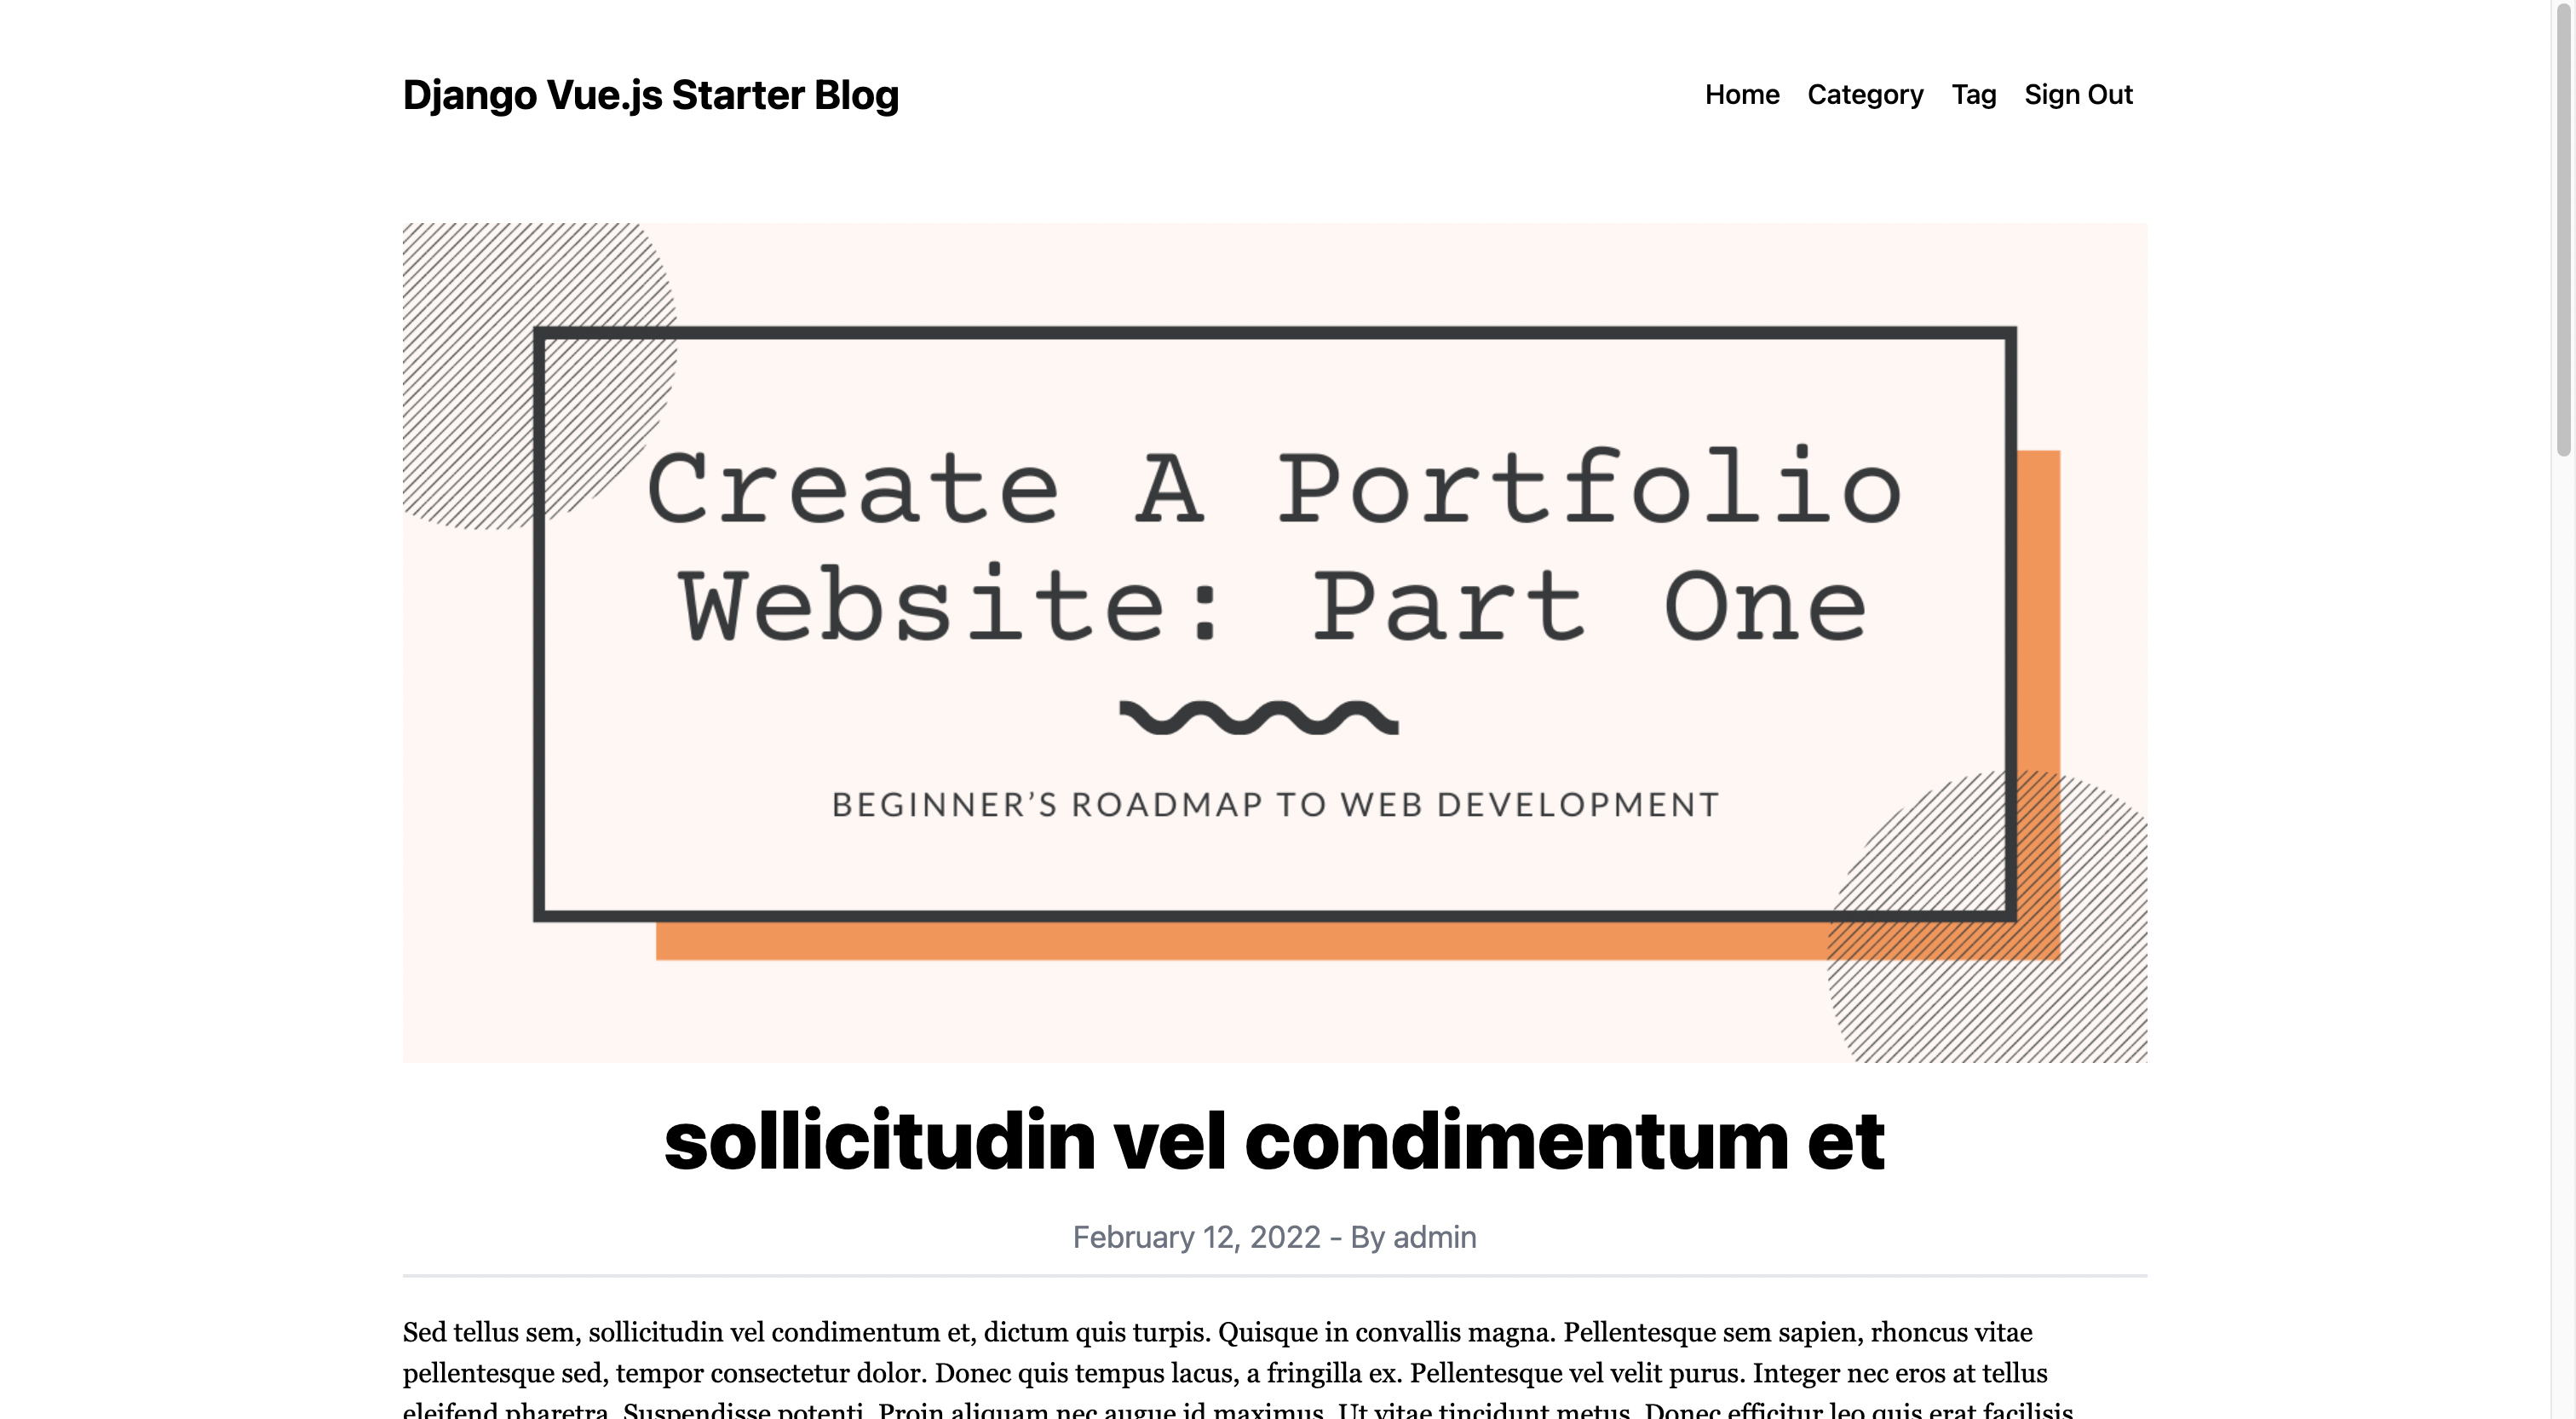 Django Vue.js Starter Blog
Home Category Tag Sign Out
Create A Portfolio
Website: Part One
BEGINNER’S ROADMAP TO WEB DEVELOPMENT
sollicitudin vel condimentum et
February 12, 2022 - By admin
Sed tellus sem, sollicitudin vel condimentum et, dictum quis turpis. Quisque in convallis magna. Pellentesque sem sapien, rhoncus vitae
pellentesque sed, tempor consectetur dolor. Donec quis tempus lacus, a fringilla ex. Pellentesque vel velit purus. Integer nec eros at tellus
eleifend pharetra. Suspendisse potenti. Proin aliquam nec augue id maximus. Ut vitae tincidunt metus. Donec efficitur leo quis erat facilisis